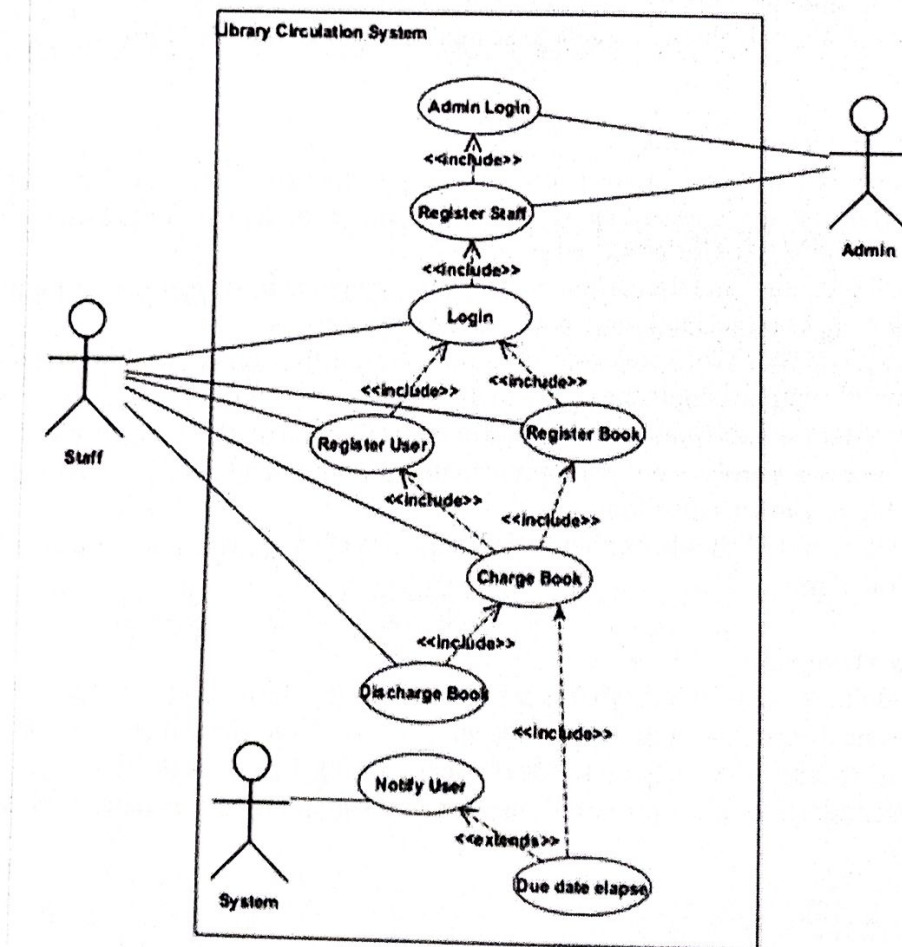 Library Circulation System
Admin Login
<<include>>
Register Staff
Admin
<<include>>
Login
<<include>>
<<include>>
Register User
Register Book
Staff
<<include>>
<<include>>
Charge Book
<<include>>
Discharge Book
<<include>>
Notify User
<<extends>>
Due date elapse
System